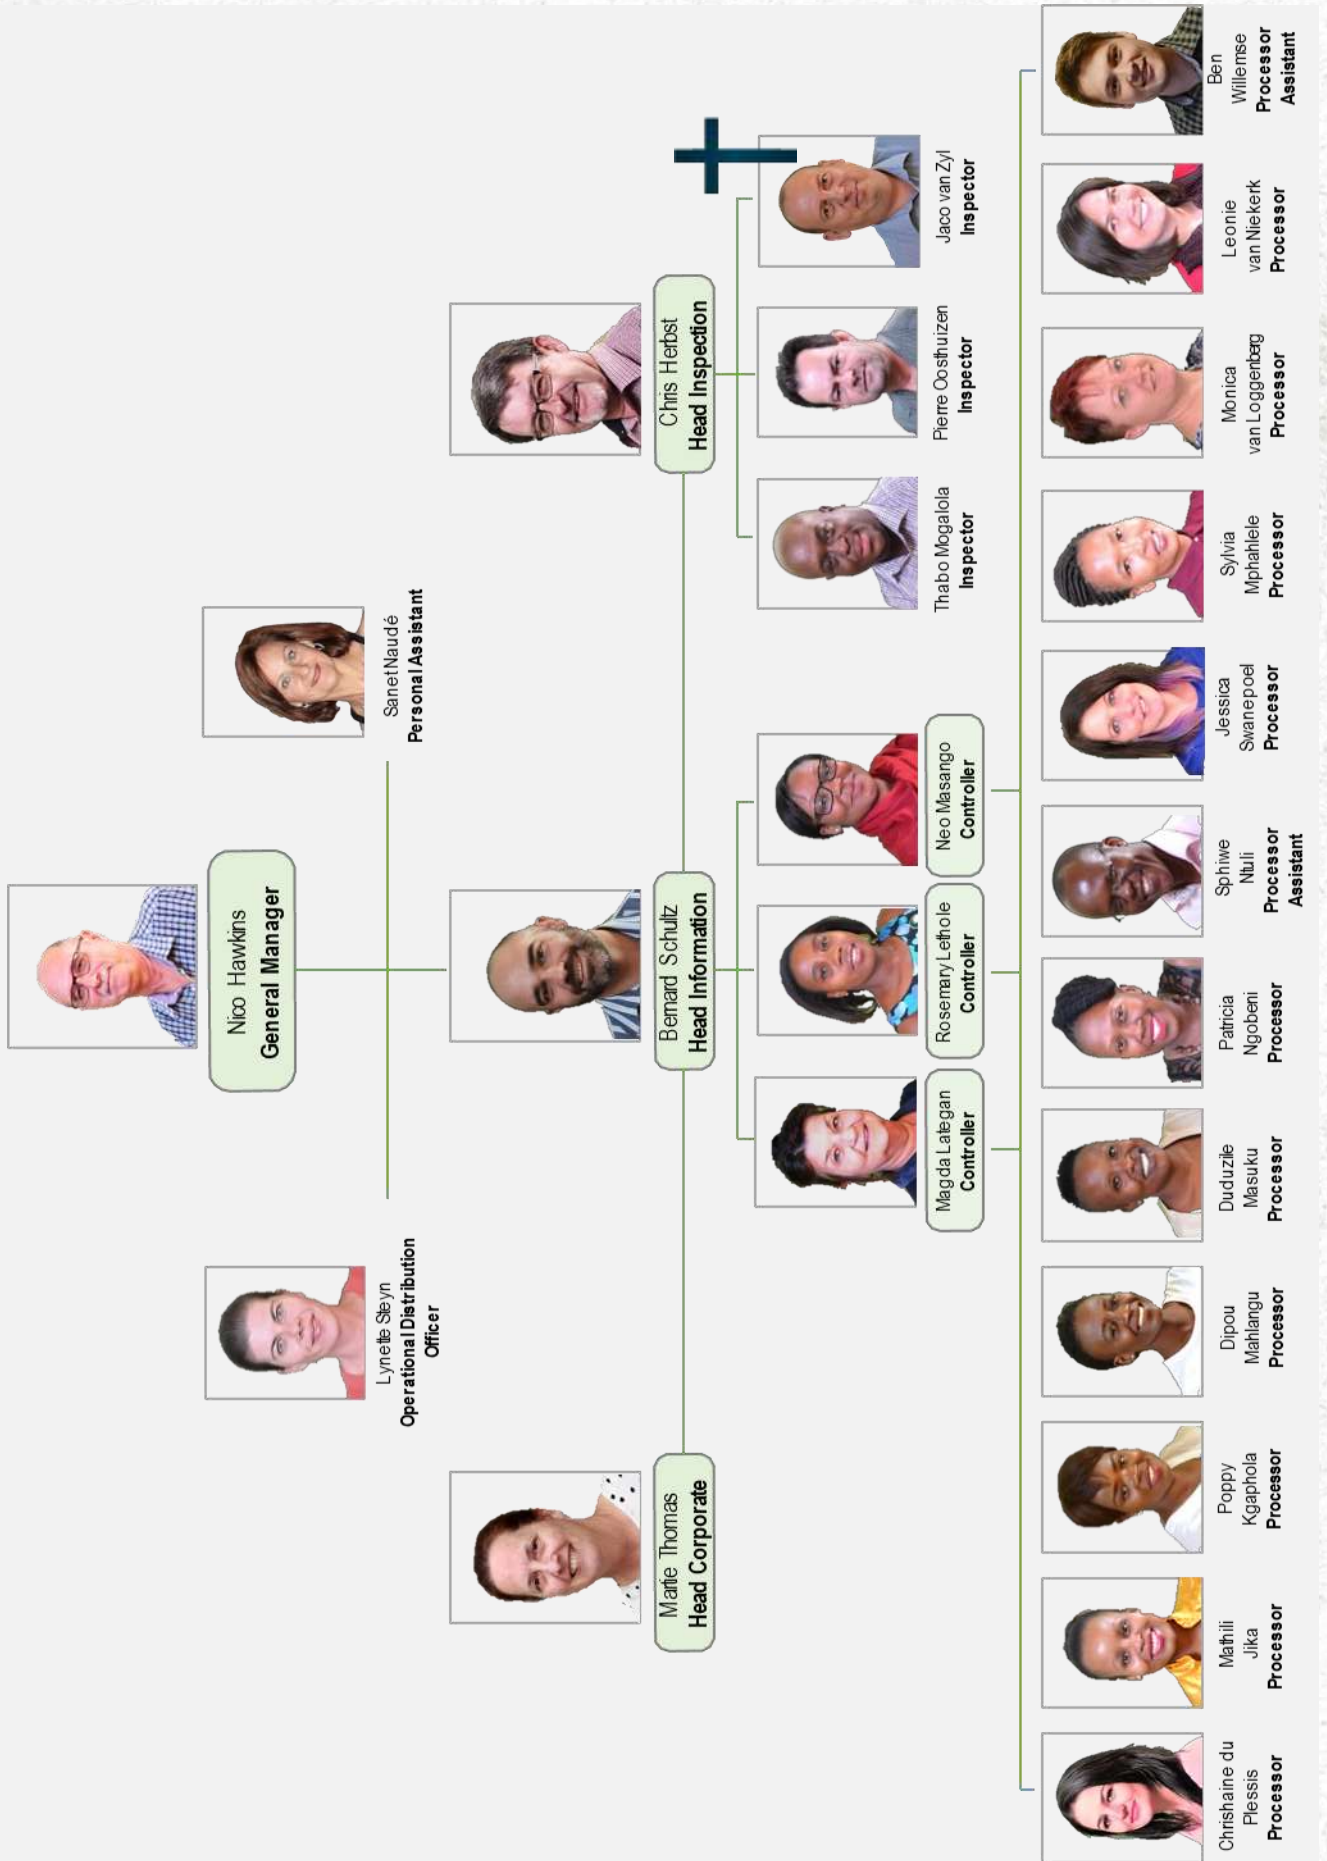 Nico Hawkins
General Manager
Lynette Steyn
Operational Distribution
Officer
Sanet Naudé
Personal Assistant
Martie Thomas
Head Corporate
Bernard Schultz
Head Information
Chris Herbst
Head Inspection
Magda Lategan
Controller
Rosemary Lethole
Controller
Neo Masango
Controller
Thabo Mogalola
Inspector
Pierre Oosthuizen
Inspector
Jaco van Zyl
Inspector
Chrishaine du
Plessis
Processor
Mathili
Jika
Processor
Poppy
Kgaphola
Processor
Dipou
Mahlangu
Processor
Duduzile
Masuku
Processor
Patricia
Ngobeni
Processor
Sphiwe
Ntuli
Processor
Assistant
Jessica
Swanepoel
Processor
Sylvia
Mphahlele
Processor
Monica
van Loggenberg
Processor
Leonie
van Niekerk
Processor
Ben
Willemse
Processor
Assistant